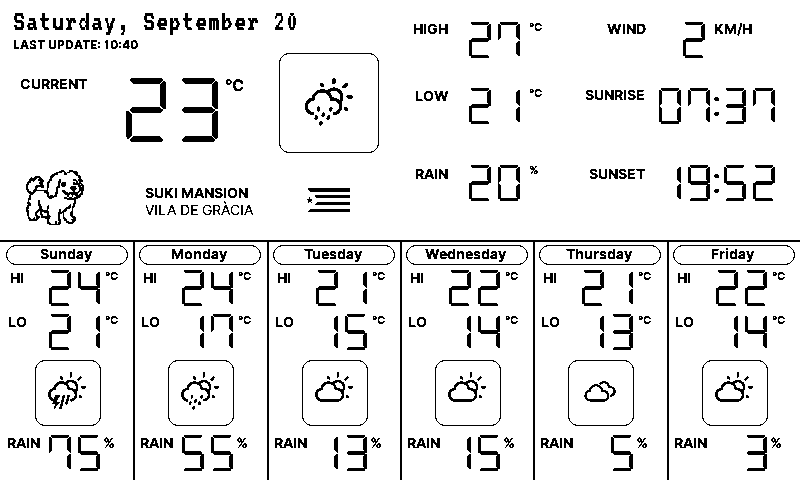 Saturday, September 20
LAST UPDATE: 10:40
CURRENT 23 °C
SUKI MANSION
VILA DE GRÀCIA
HIGH 27 °C
LOW 21 °C
RAIN 20 %
WIND 2 KM/H
SUNRISE 07:37
SUNSET 19:52
Sunday
HI 24 °C
LO 21 °C
RAIN 75 %
Monday
HI 24 °C
LO 17 °C
RAIN 55 %
Tuesday
HI 21 °C
LO 15 °C
RAIN 13 %
Wednesday
HI 22 °C
LO 14 °C
RAIN 15 %
Thursday
HI 21 °C
LO 13 °C
RAIN 5 %
Friday
HI 22 °C
LO 14 °C
RAIN 3 %